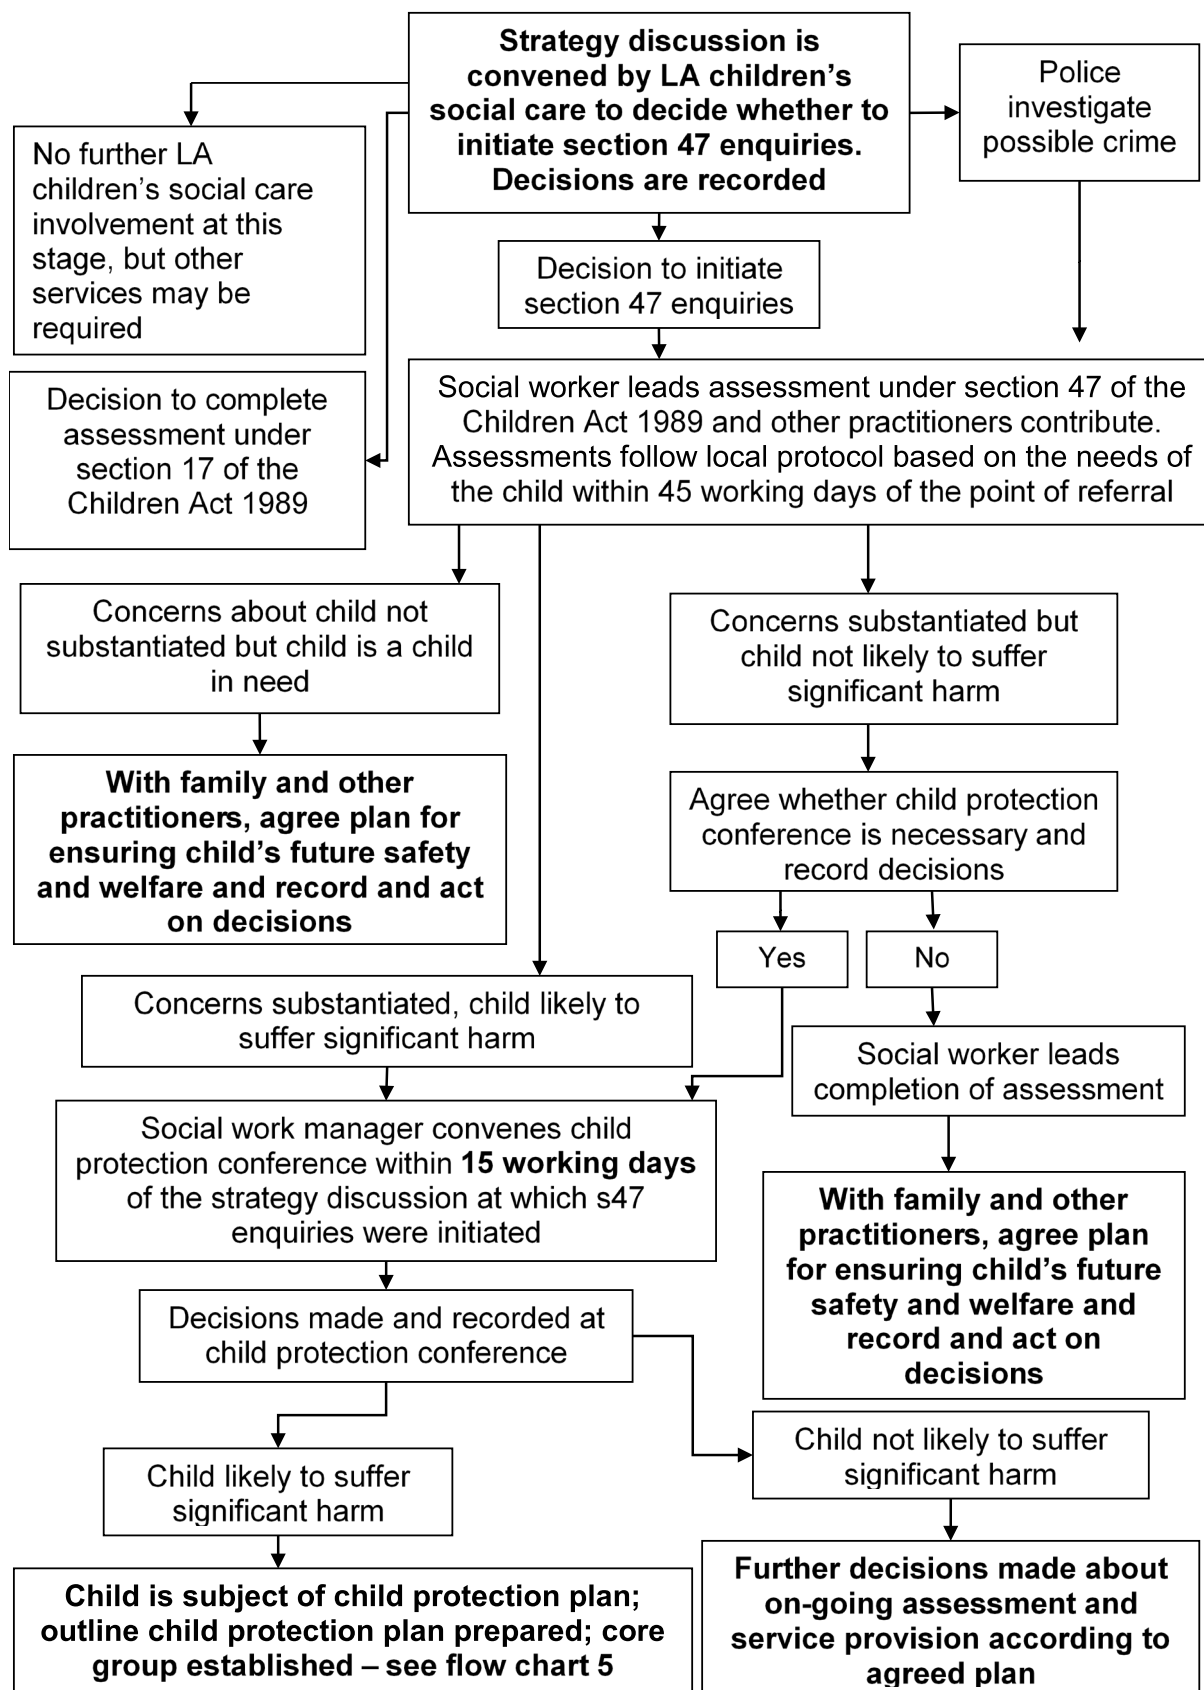 Strategy discussion is
convened by LA children’s
social care to decide whether to
initiate section 47 enquiries.
Decisions are recorded
Police
investigate
possible crime
No further LA
children’s social care
involvement at this
stage, but other
services may be
required
Decision to initiate
section 47 enquiries
Decision to complete
assessment under
section 17 of the
Children Act 1989
Social worker leads assessment under section 47 of the
Children Act 1989 and other practitioners contribute.
Assessments follow local protocol based on the needs of
the child within 45 working days of the point of referral
Concerns about child not
substantiated but child is a child
in need
Concerns substantiated but
child not likely to suffer
significant harm
With family and other
practitioners, agree plan for
ensuring child’s future safety
and welfare and record and act
on decisions
Agree whether child protection
conference is necessary and
record decisions
Yes
No
Concerns substantiated, child likely to
suffer significant harm
Social worker leads
completion of assessment
Social work manager convenes child
protection conference within 15 working days
of the strategy discussion at which s47
enquiries were initiated
With family and other
practitioners, agree plan
for ensuring child’s future
safety and welfare and
record and act on
decisions
Decisions made and recorded at
child protection conference
Child not likely to suffer
significant harm
Child likely to suffer
significant harm
Child is subject of child protection plan;
outline child protection plan prepared; core
group established – see flow chart 5
Further decisions made about
on-going assessment and
service provision according to
agreed plan